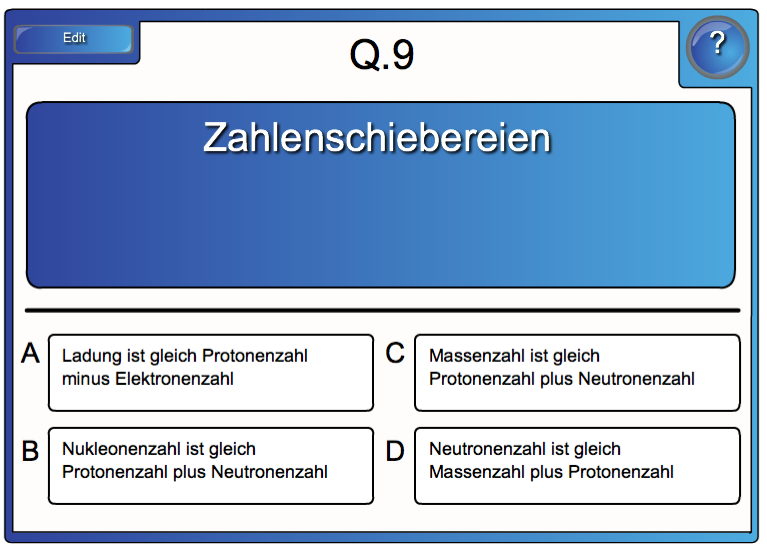 Edit
Q.9
?
Zahlenschiebereien
A
Ladung ist gleich Protonenzahl
minus Elektronenzahl
C
Massenzahl ist gleich
Protonenzahl plus Neutronenzahl
B
Nukleonenzahl ist gleich
Protonenzahl plus Neutronenzahl
D
Neutronenzahl ist gleich
Massenzahl plus Protonenzahl